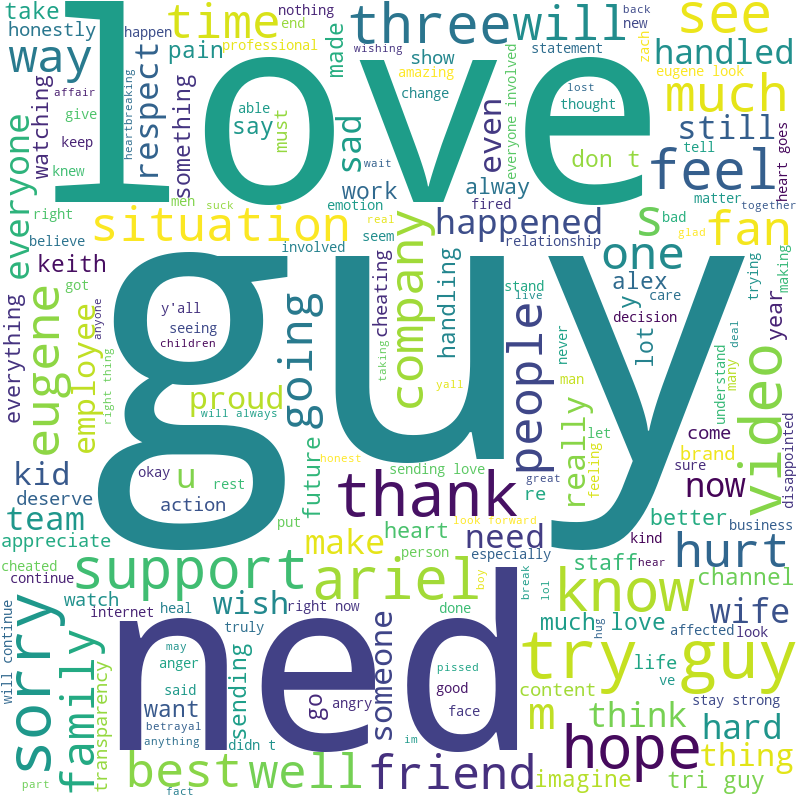 take
end
nothing
back
time
three
will
see
honestly
happen
new
wishing
professional
made
show
statement
way
pain
amazing
zach
eugene look
handled
affair
love
change
able
lost
thought
much
watching
give
heartbreaking
respect
something
say
must
sad
even
everyone involved
still
keep
knew
wait
don t
tell
heart goes
everyone
work
alway
feel
matter
together
right
men
suck
emotion
fired
bad
situation
real
happened
s
fan
glad
believe
involved
seem
relationship
one
keith
company
stand
alex
care
trying
making
got
y'all
cheating
handling
live
y
year
everything
anyone
seeing
guy
decision
lot
deal
eugene
employee
children
going
taking
people
never
man
understand
many
video
right thing
proud
yall
really
let
will always
come
kid
okay
u
honest
sending love
great
feeling
brand
sure
disappointed
deserve
rest
future
thank
re
now
team
action
put
look forward
need
better
business
appreciate
make
heart
kind
hear
cheated
support
person
especially
staff
hurt
continue
ariel
boy
break
lol
know
channel
watch
heal
wish
right now
done
much love
wife
sorry
internet
truly
hug
affected
look
will continue
family
may
anger
ned
someone
pissed
try guy
life
transparency
said
sending
go
angry
good
m
content
ve
stay strong
want
betrayal
face
think
hard
anything
didn t
im
hope
thing
best
well
friend
imagine
tri guy
part
fact